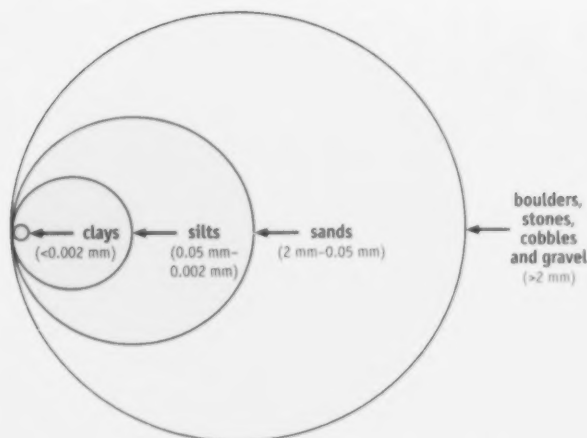 clays
(<0.002 mm)
silts
(0.05 mm–
0.002 mm)
sands
(2 mm–0.05 mm)
boulders,
stones,
cobbles
and gravel
(>2 mm)